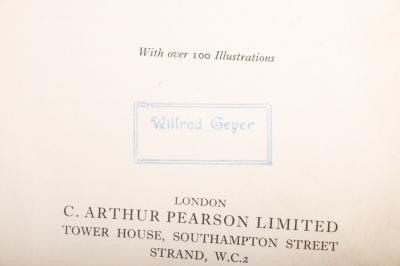 With over 100 Illustrations
Wilfred Geyer
LONDON
C. ARTHUR PEARSON LIMITED
TOWER HOUSE, SOUTHAMPTON STREET
STRAND, W.C.2